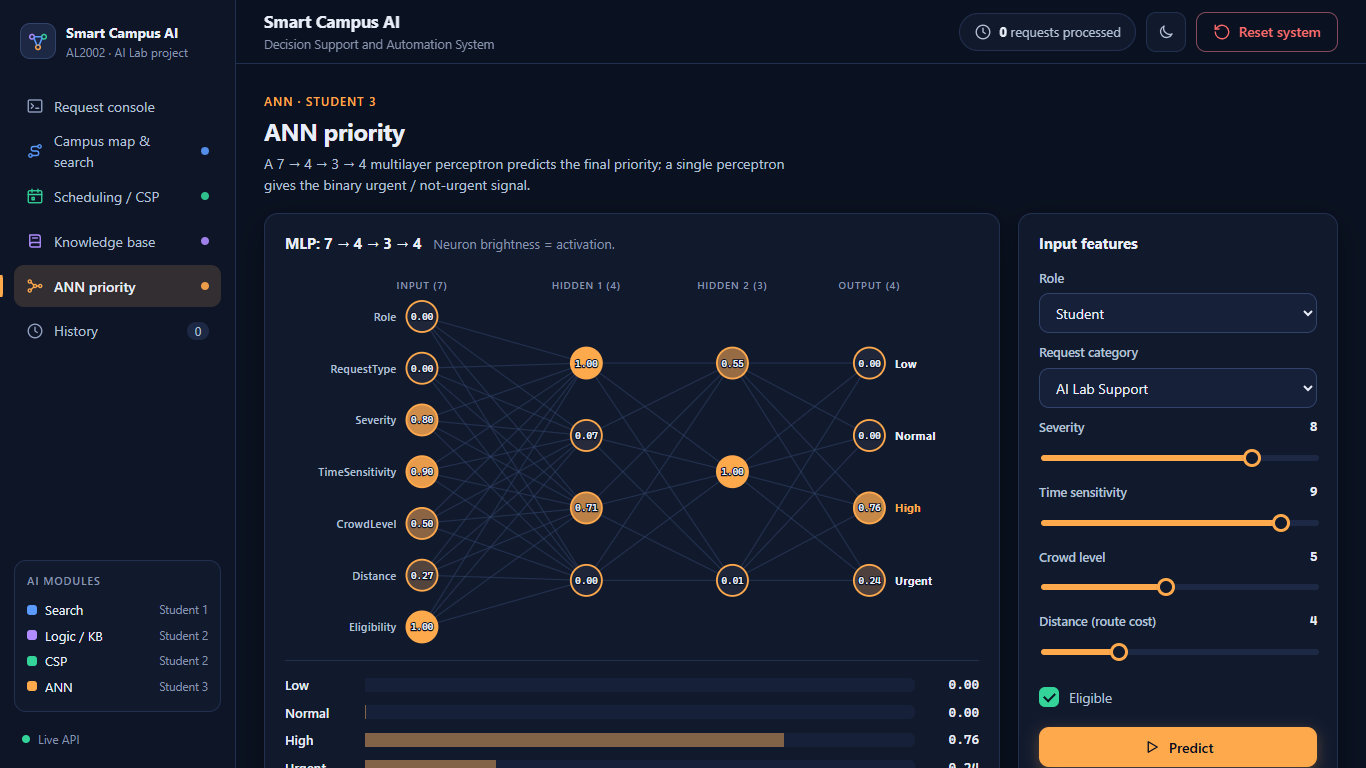 Smart Campus AI
AL2002 · AI Lab project
Request console
Campus map &
search
Scheduling / CSP
Knowledge base
ANN priority
History
0
AI MODULES
Search
Student 1
Logic / KB
Student 2
CSP
Student 2
ANN
Student 3
Live API
Smart Campus AI
Decision Support and Automation System
0 requests processed
Reset system
ANN · STUDENT 3
ANN priority
A 7 → 4 → 3 → 4 multilayer perceptron predicts the final priority; a single perceptron
gives the binary urgent / not-urgent signal.
MLP: 7 → 4 → 3 → 4 Neuron brightness = activation.
INPUT (7)
HIDDEN 1 (4)
HIDDEN 2 (3)
OUTPUT (4)
Role 0.00
RequestType 0.00
Severity 0.80
TimeSensitivity 0.90
CrowdLevel 0.50
Distance 0.27
Eligibility 1.00
1.00
0.07
0.71
0.00
0.55
1.00
0.01
0.00 Low
0.00 Normal
0.76 High
0.24 Urgent
Low 0.00
Normal 0.00
High 0.76
Urgent 0.24
Input features
Role
Student
Request category
AI Lab Support
Severity 8
Time sensitivity 9
Crowd level 5
Distance (route cost) 4
Eligible
Predict